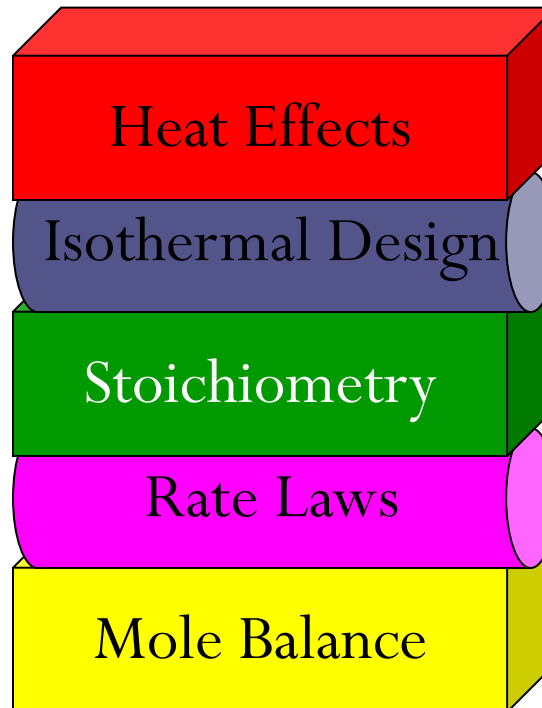 Heat Effects
Isothermal Design
Stoichiometry
Rate Laws
Mole Balance